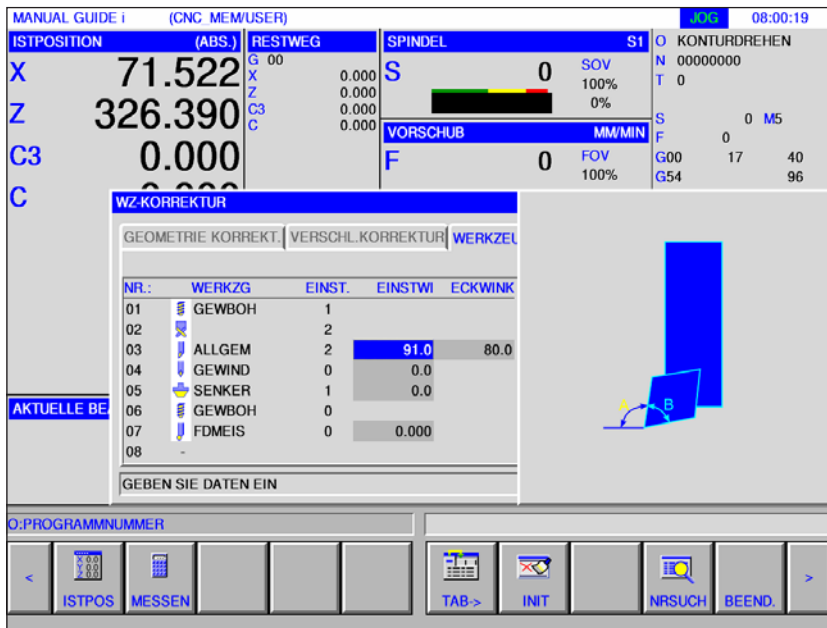 MANUAL GUIDE i (CNC_MEM/USER) JOG 08:00:19
ISTPOSITION (ABS.)
X 71.522
Z 326.390
C3 0.000
C
RESTWEG
G 00
X 0.000
Z 0.000
C3 0.000
C 0.000
SPINDEL S1
S 0 SOV
100%
0%
VORSCHUB MM/MIN
F 0 FOV
100%
O KONTURDREHEN
N 00000000
T 0
S 0 M5
F 0
G00 17 40
G54 96
WZ-KORREKTUR
GEOMETRIE KORREKT. VERSCHL.KORREKTUR WERKZEU
NR.: WERKZG EINST. EINSTWI ECKWINK
01 GEWBOH 1
02 2
03 ALLGEM 2 91.0 80.0
04 GEWIND 0 0.0
05 SENKER 1 0.0
06 GEWBOH 0
07 FDMEIS 0 0.000
08 -
GEBEN SIE DATEN EIN
A B
AKTUELLE BE
O:PROGRAMMNUMMER
< ISTPOS MESSEN TAB-> INIT NRSUCH BEEND. >